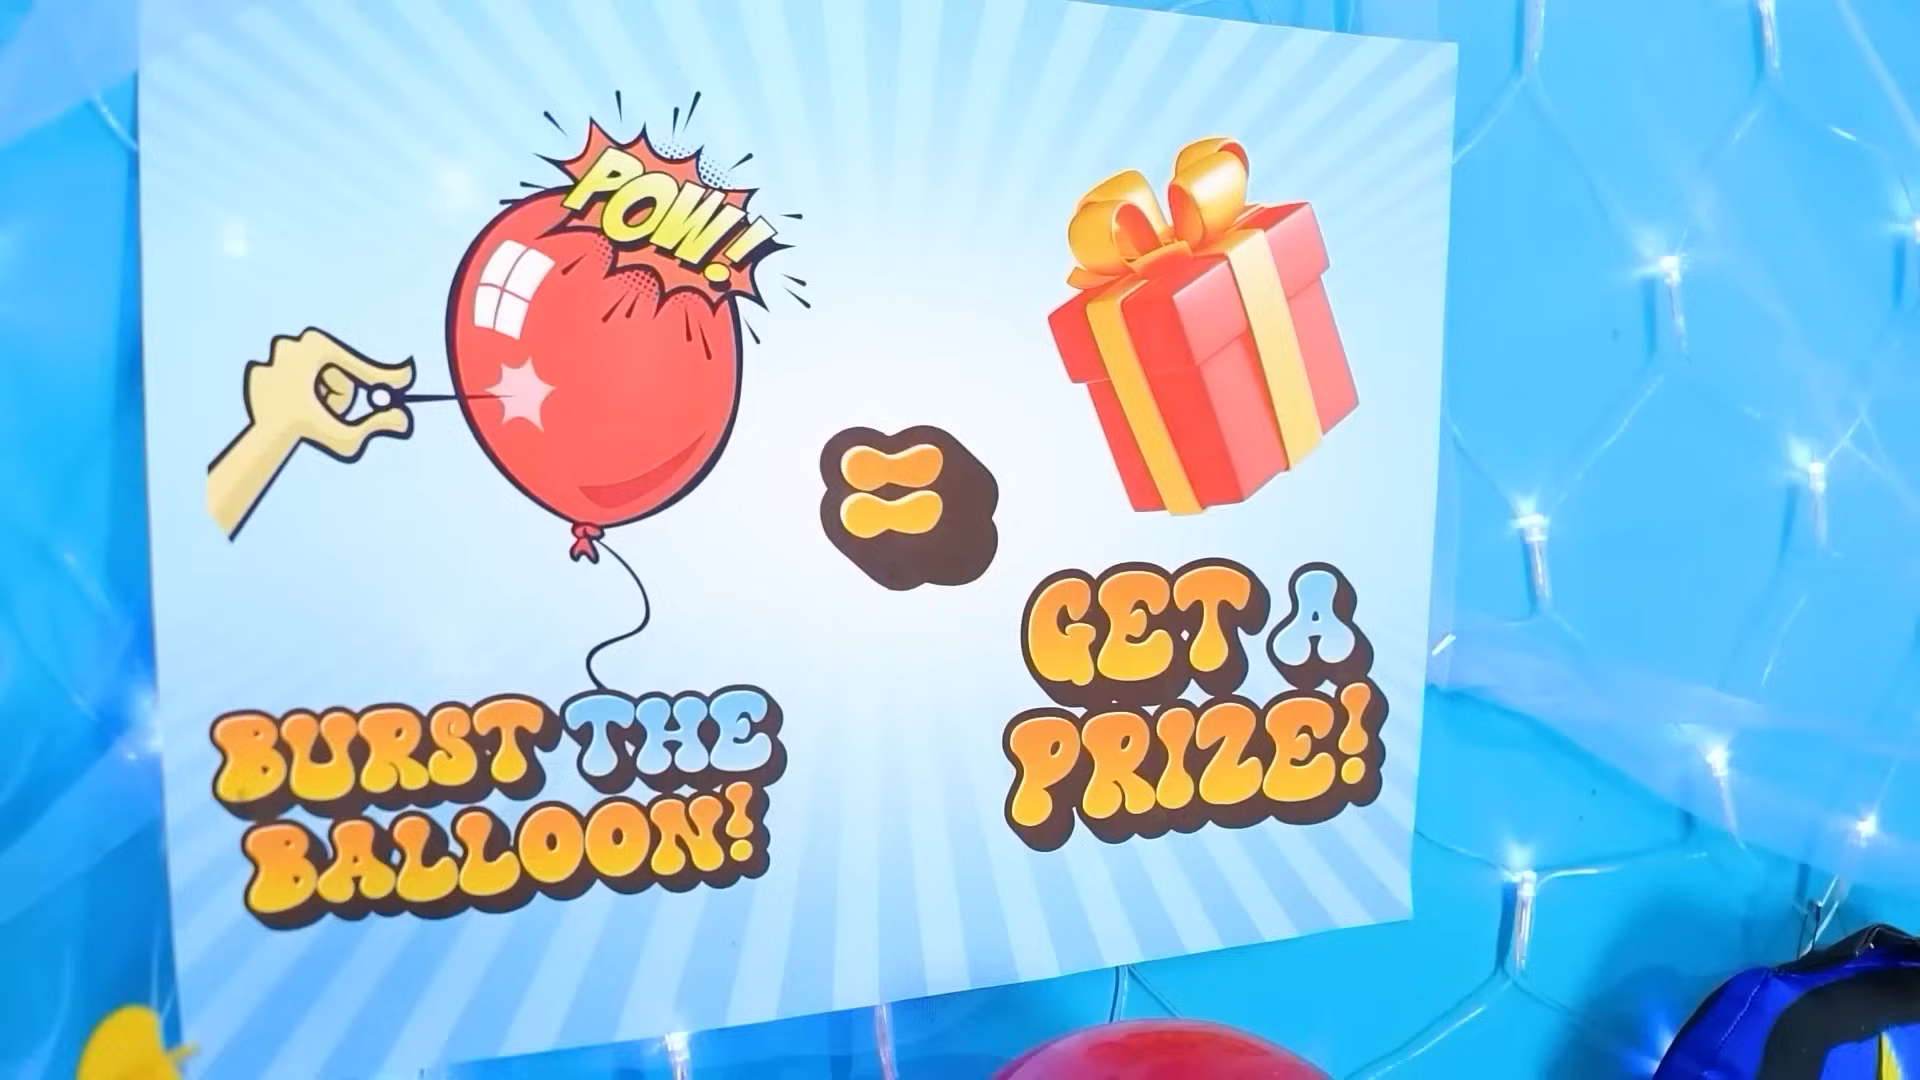 POW!
=
BURST THE
BALLOON!
GET A
PRIZE!